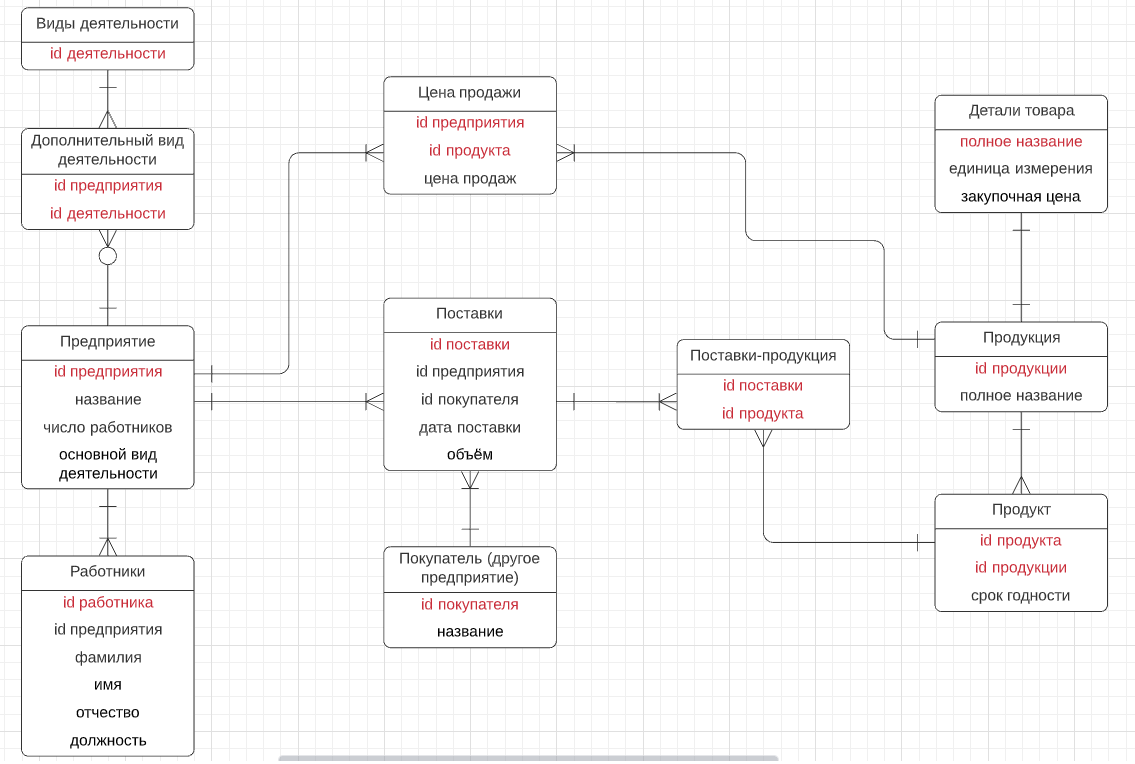 Виды деятельности
id деятельности
Дополнительный вид
деятельности
id предприятия
id деятельности
Предприятие
id предприятия
название
число работников
основной вид
деятельности
Работники
id работника
id предприятия
фамилия
имя
отчество
должность
Цена продажи
id предприятия
id продукта
цена продаж
Поставки
id поставки
id предприятия
id покупателя
дата поставки
объём
Покупатель (другое
предприятие)
id покупателя
название
Поставки-продукция
id поставки
id продукта
Детали товара
полное название
единица измерения
закупочная цена
Продукция
id продукции
полное название
Продукт
id продукта
id продукции
срок годности